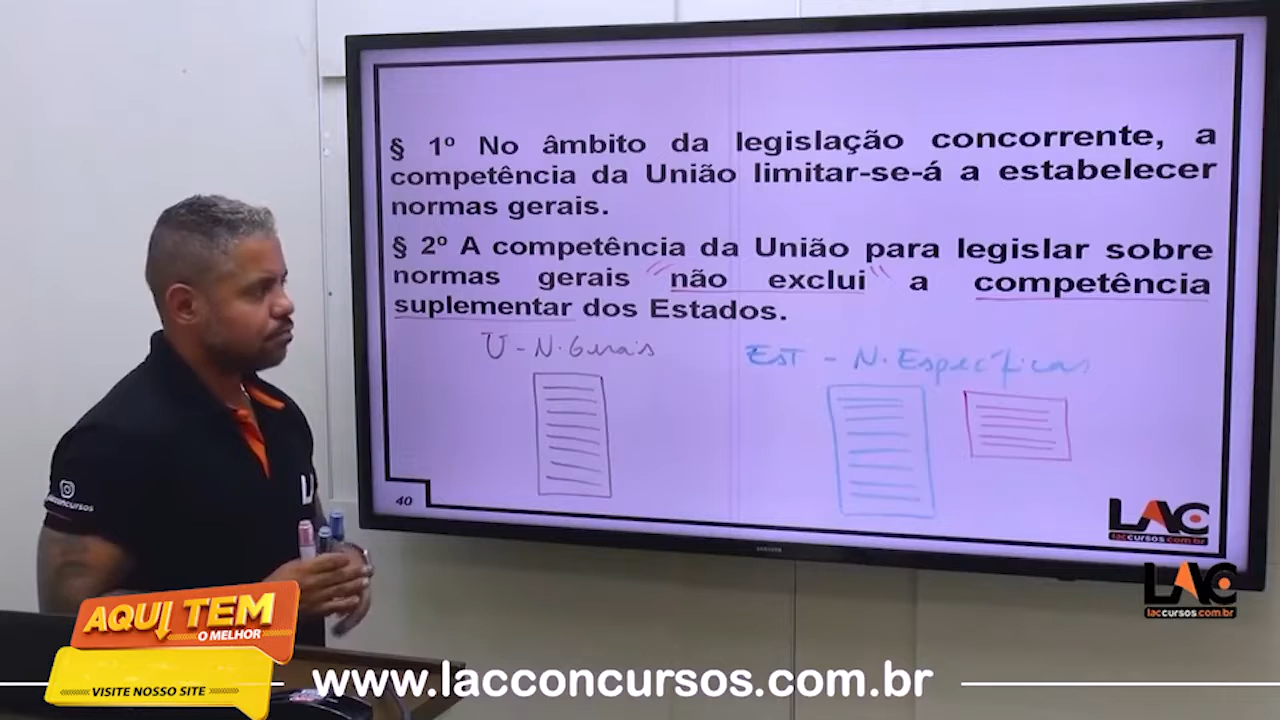 § 1º No âmbito da legislação concorrente, a
competência da União limitar-se-á a estabelecer
normas gerais.
§ 2º A competência da União para legislar sobre
normas gerais "não exclui" a competência
suplementar dos Estados.
U - N. Gerais
EST - N. Específicas
40
LAC
laccursos.com.br
LAC
laccursos.com.br
lacconcursos
AQUI TEM
O MELHOR
VISITE NOSSO SITE
www.lacconcursos.com.br